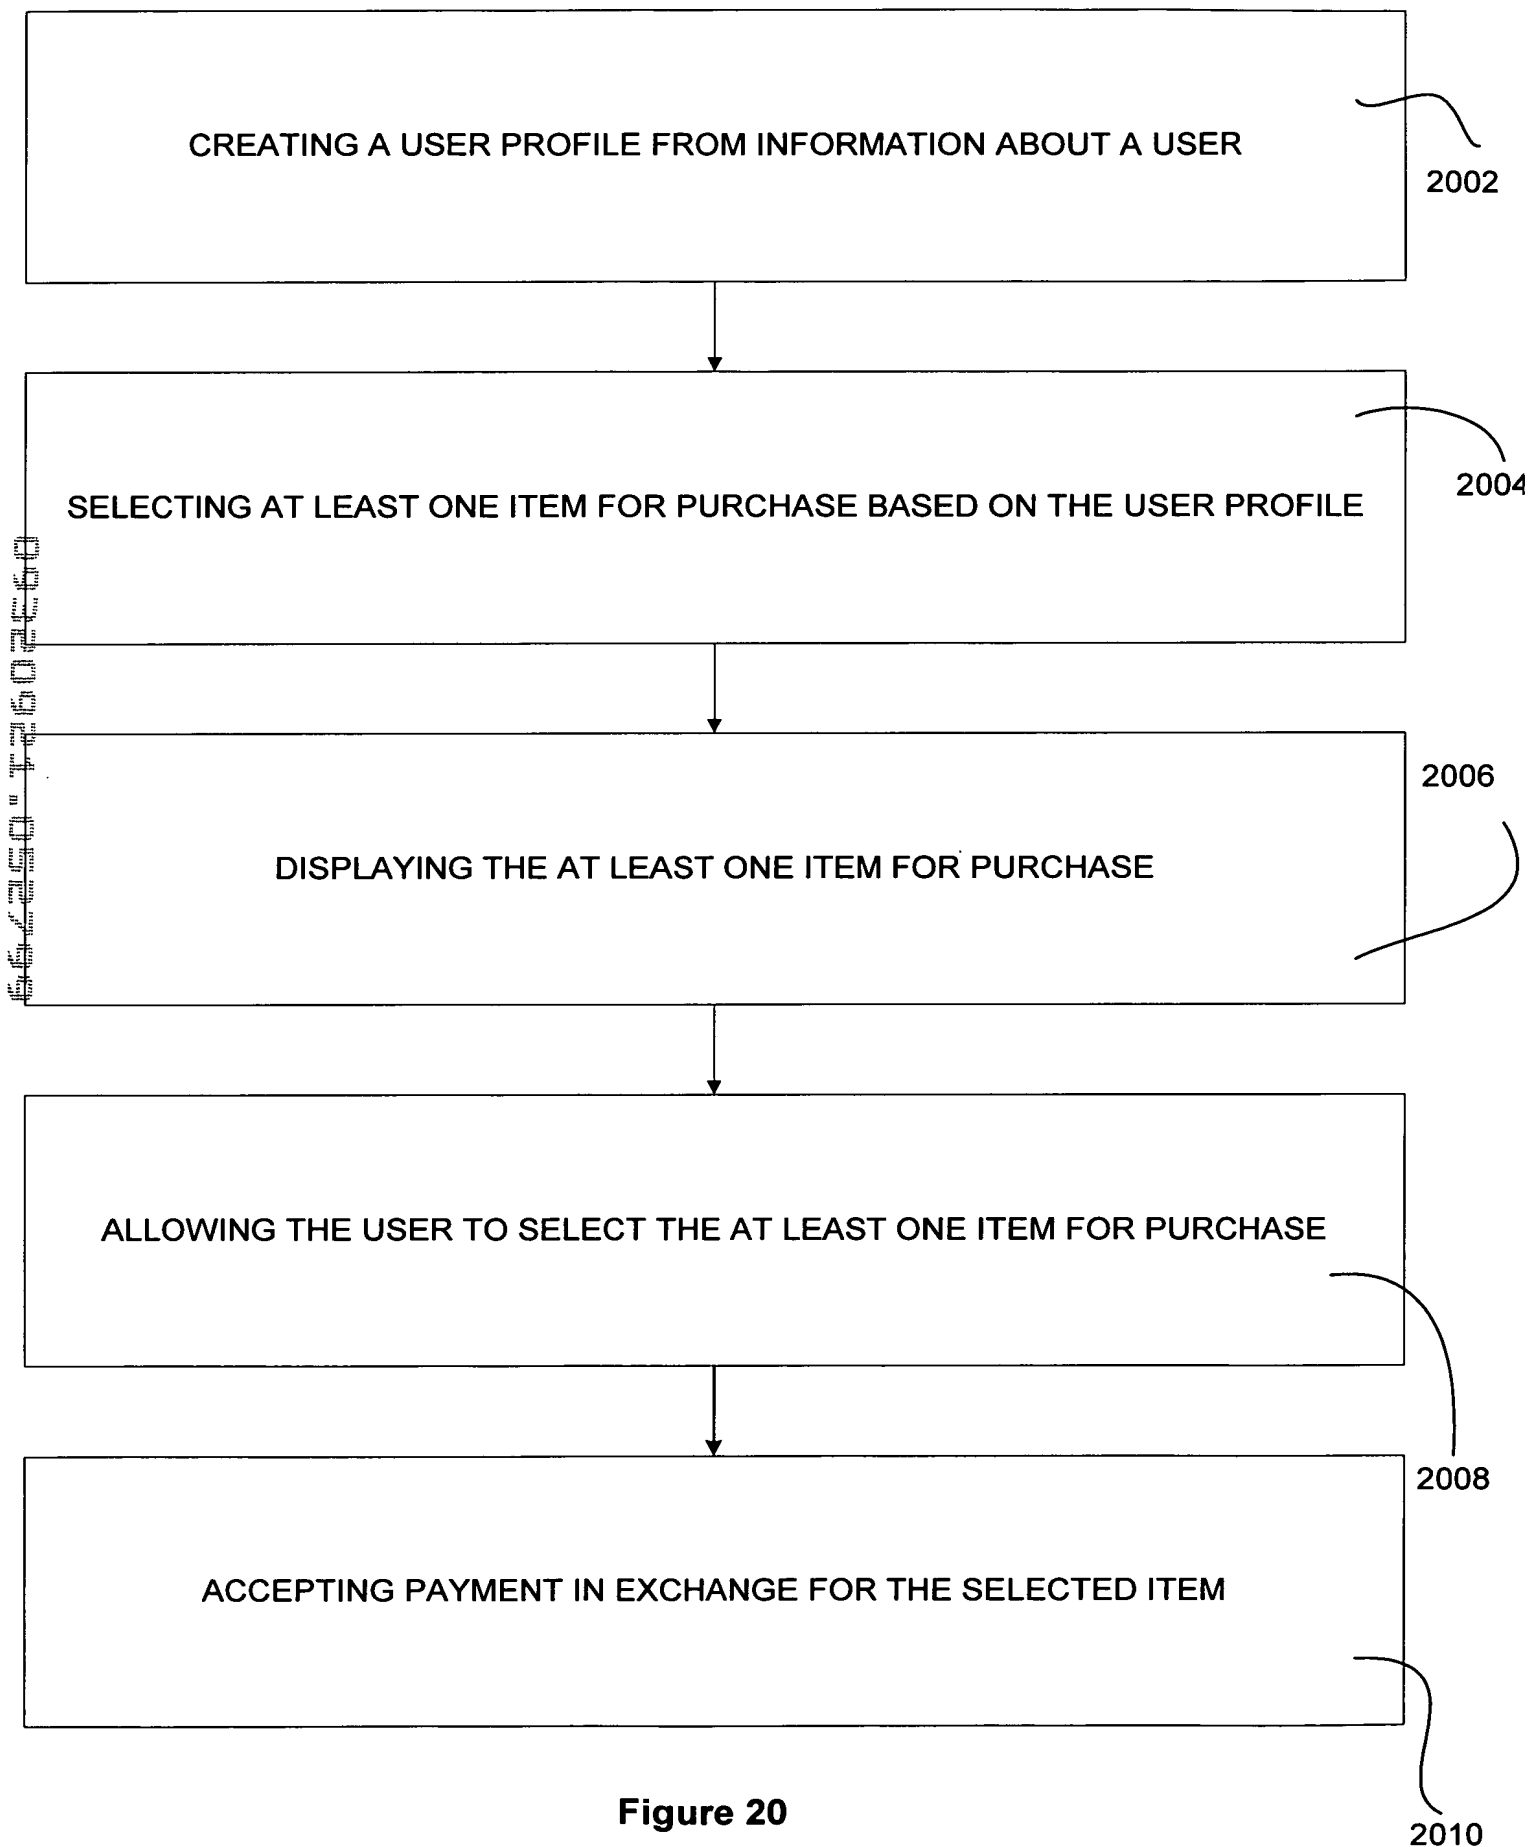 CREATING A USER PROFILE FROM INFORMATION ABOUT A USER
2002
SELECTING AT LEAST ONE ITEM FOR PURCHASE BASED ON THE USER PROFILE
2004
DISPLAYING THE AT LEAST ONE ITEM FOR PURCHASE
2006
ALLOWING THE USER TO SELECT THE AT LEAST ONE ITEM FOR PURCHASE
2008
ACCEPTING PAYMENT IN EXCHANGE FOR THE SELECTED ITEM
2010
Figure 20